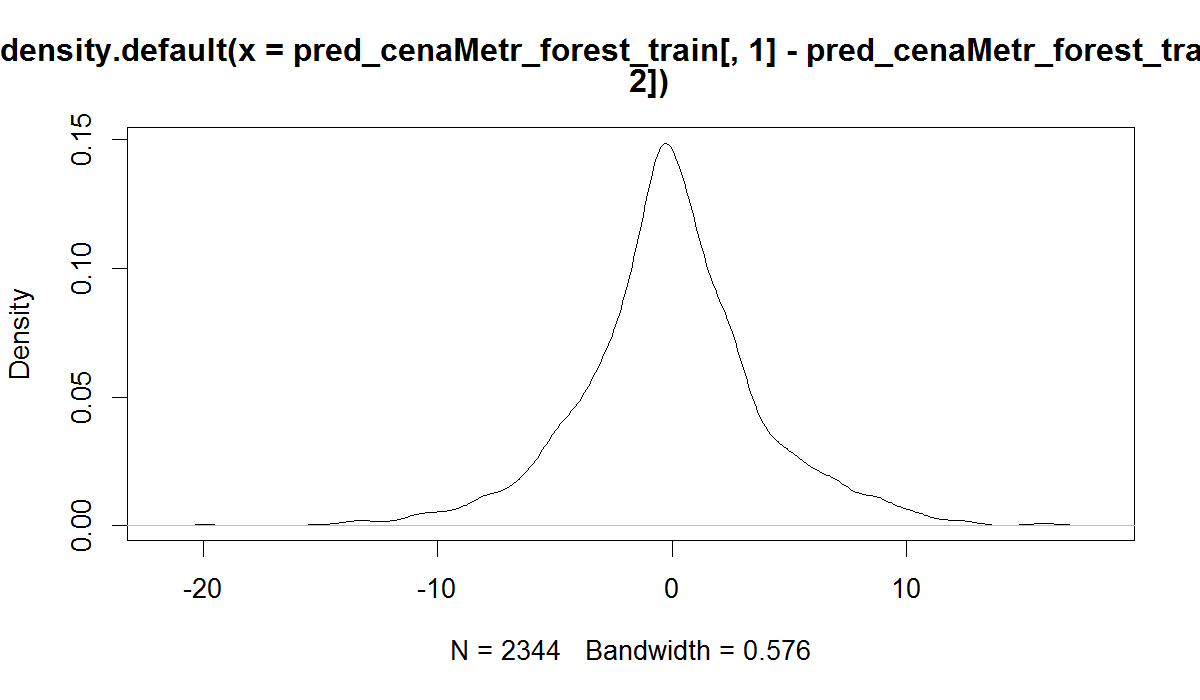 density.default(x = pred_cenaMetr_forest_train[, 1] - pred_cenaMetr_forest_tra
2])
0.15
0.10
0.05
0.00
Density
-20 -10 0 10
N = 2344 Bandwidth = 0.576